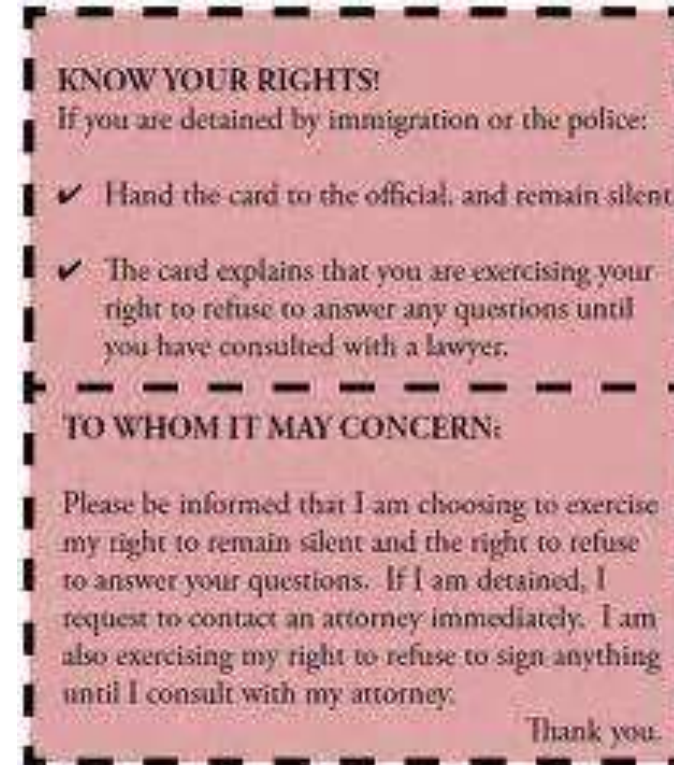 KNOW YOUR RIGHTS!
If you are detained by immigration or the police:
✔ Hand the card to the official, and remain silent
✔ The card explains that you are exercising your
right to refuse to answer any questions until
you have consulted with a lawyer.
TO WHOM IT MAY CONCERN:
Please be informed that I am choosing to exercise
my right to remain silent and the right to refuse
to answer your questions. If I am detained, I
request to contact an attorney immediately. I am
also exercising my right to refuse to sign anything
until I consult with my attorney.
Thank you.